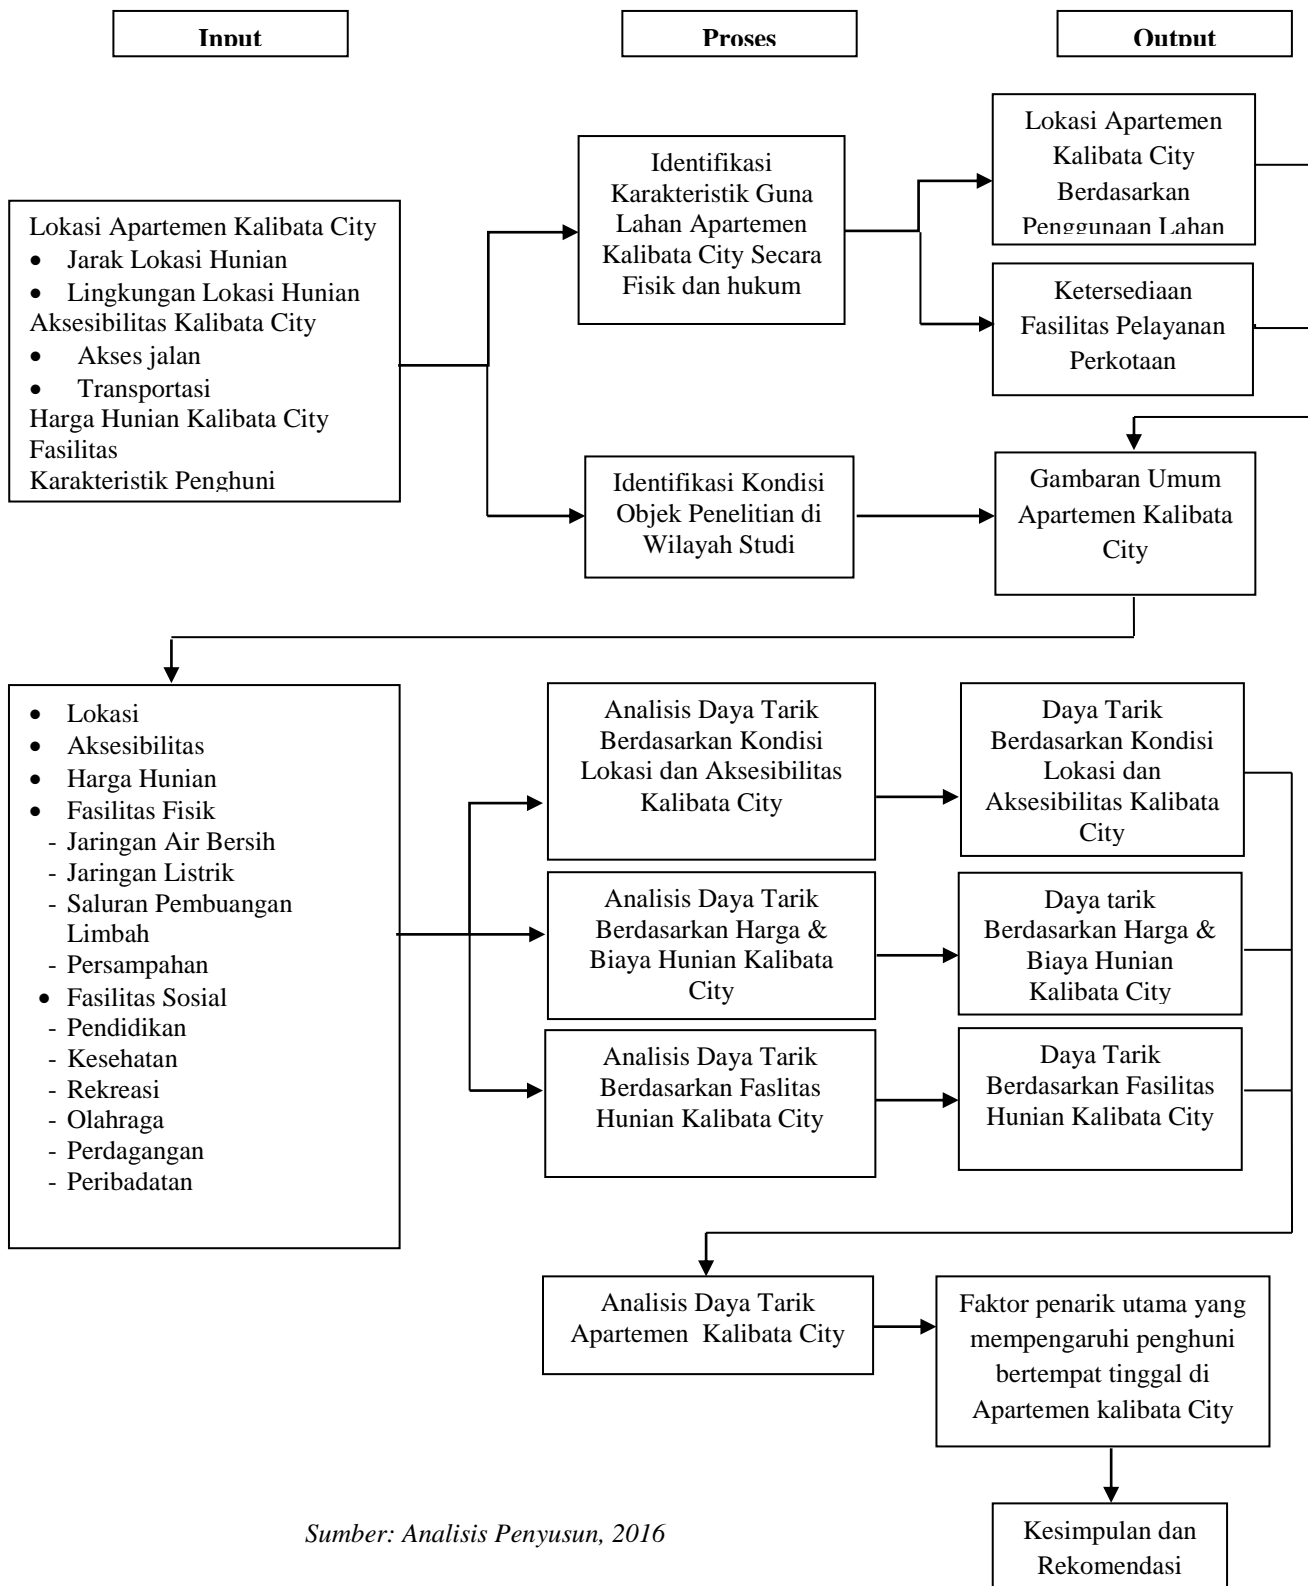 Input
Proses
Output
Lokasi Apartemen Kalibata City
• Jarak Lokasi Hunian
• Lingkungan Lokasi Hunian
Aksesibilitas Kalibata City
• Akses jalan
• Transportasi
Harga Hunian Kalibata City
Fasilitas
Karakteristik Penghuni
Identifikasi
Karakteristik Guna
Lahan Apartemen
Kalibata City Secara
Fisik dan hukum
Lokasi Apartemen
Kalibata City
Berdasarkan
Penggunaan Lahan
Ketersediaan
Fasilitas Pelayanan
Perkotaan
Identifikasi Kondisi
Objek Penelitian di
Wilayah Studi
Gambaran Umum
Apartemen Kalibata
City
• Lokasi
• Aksesibilitas
• Harga Hunian
• Fasilitas Fisik
- Jaringan Air Bersih
- Jaringan Listrik
- Saluran Pembuangan
Limbah
- Persampahan
• Fasilitas Sosial
- Pendidikan
- Kesehatan
- Rekreasi
- Olahraga
- Perdagangan
- Peribadatan
Analisis Daya Tarik
Berdasarkan Kondisi
Lokasi dan Aksesibilitas
Kalibata City
Daya Tarik
Berdasarkan Kondisi
Lokasi dan
Aksesibilitas Kalibata
City
Analisis Daya Tarik
Berdasarkan Harga &
Biaya Hunian Kalibata
City
Daya tarik
Berdasarkan Harga &
Biaya Hunian
Kalibata City
Analisis Daya Tarik
Berdasarkan Faslitas
Hunian Kalibata City
Daya Tarik
Berdasarkan Fasilitas
Hunian Kalibata City
Analisis Daya Tarik
Apartemen Kalibata City
Faktor penarik utama yang
mempengaruhi penghuni
bertempat tinggal di
Apartemen kalibata City
Kesimpulan dan
Rekomendasi
Sumber: Analisis Penyusun, 2016